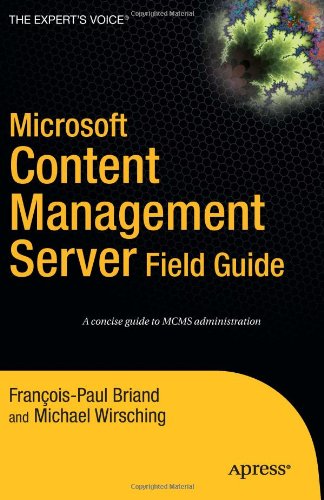 THE EXPERT'S VOICE®
Microsoft
Content
Management
Server Field Guide
A concise guide to MCMS administration
François-Paul Briand
and Michael Wirsching
Apress®